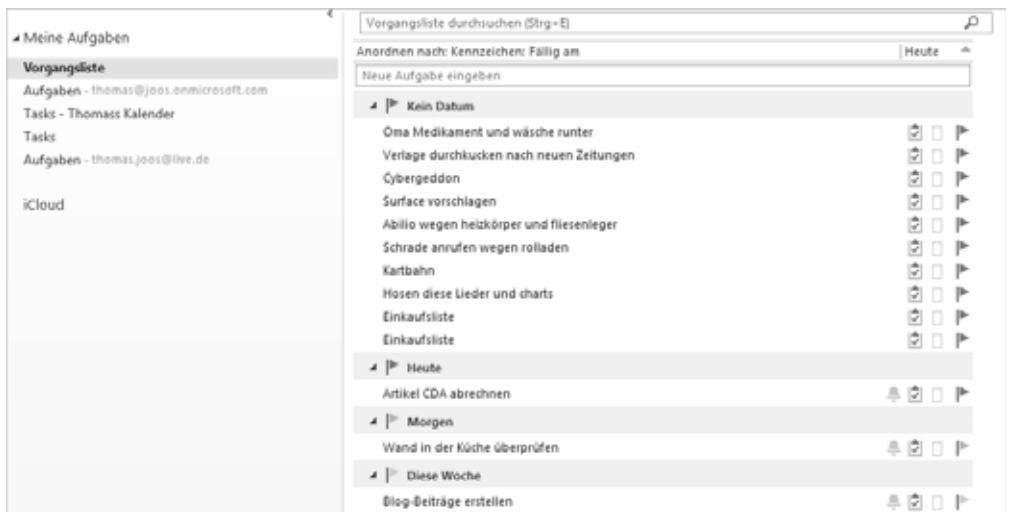 Meine Aufgaben
Vorgangsliste
Aufgaben - thomas@joos.onmicrosoft.com
Tasks - Thomass Kalender
Tasks
Aufgaben - thomas.joos@live.de
iCloud
Vorgangsliste durchsuchen (Strg+E)
Anordnen nach: Kennzeichen: Fällig am Heute
Neue Aufgabe eingeben
Kein Datum
Oma Medikament und wäsche runter
Verlage durchkucken nach neuen Zeitungen
Cybergeddon
Surface vorschlagen
Abilio wegen heizkörper und fliesenleger
Schrade anrufen wegen rolladen
Kartbahn
Hosen diese Lieder und charts
Einkaufsliste
Einkaufsliste
Heute
Artikel CDA abrechnen
Morgen
Wand in der Küche überprüfen
Diese Woche
Blog-Beiträge erstellen